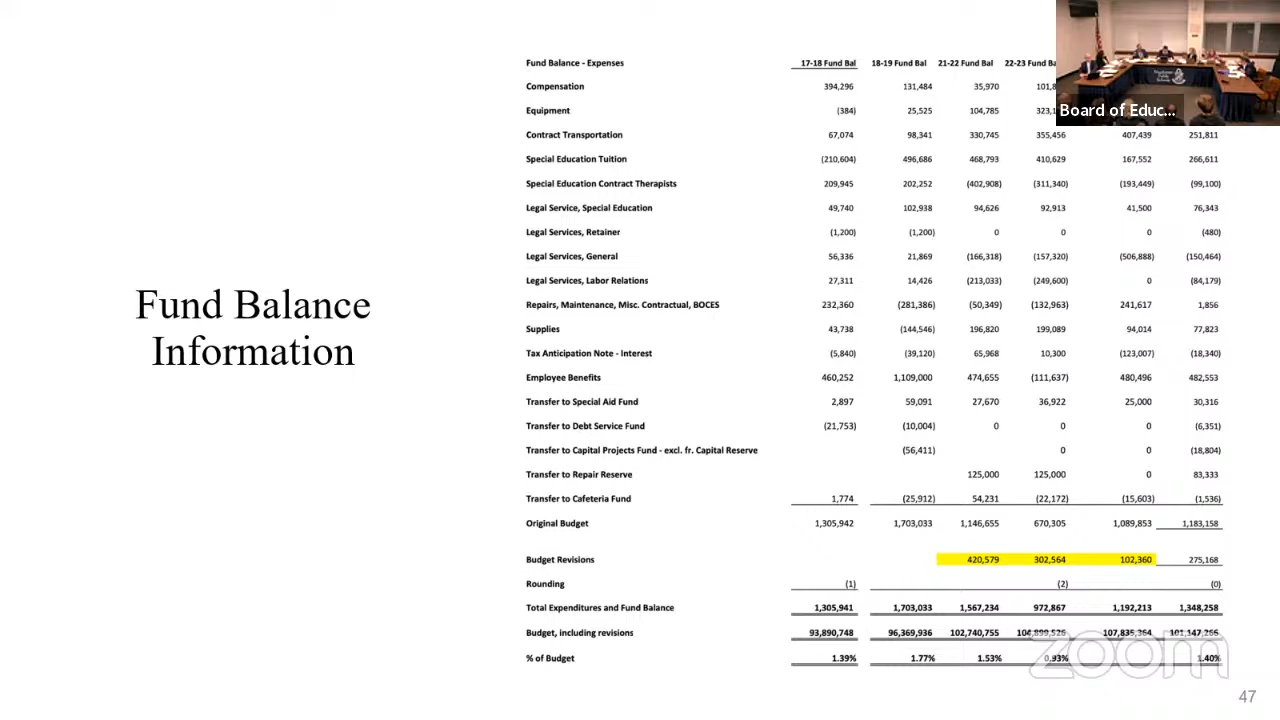 Fund Balance - Expenses 17-18 Fund Bal 18-19 Fund Bal 21-22 Fund Bal 22-23 Fund
Compensation 394,296 131,484 35,970
Equipment (384) 25,525 104,785
Contract Transportation 67,074 98,341 330,745 355,456 407,439 251,811
Special Education Tuition (210,604) 496,686 468,793 410,629 167,552 266,611
Special Education Contract Therapists 209,945 202,252 (402,908) (311,340) (193,449) (99,100)
Legal Service, Special Education 49,740 102,938 94,626 92,913 41,500 76,343
Legal Services, Retainer (1,200) (1,200) 0 0 0 (480)
Legal Services, General 56,336 21,869 (166,318) (157,320) (506,888) (150,464)
Legal Services, Labor Relations 27,311 14,426 (213,033) (249,600) 0 (84,179)
Repairs, Maintenance, Misc. Contractual, BOCES 232,360 (281,386) (50,349) (132,963) 241,617 1,856
Supplies 43,738 (144,546) 196,820 199,089 94,014 77,823
Tax Anticipation Note - Interest (5,840) (39,120) 65,968 10,300 (123,007) (18,340)
Employee Benefits 460,252 1,109,000 474,655 (111,637) 480,496 482,553
Transfer to Special Aid Fund 2,897 59,091 27,670 36,922 25,000 30,316
Transfer to Debt Service Fund (21,753) (10,004) 0 0 0 (6,351)
Transfer to Capital Projects Fund - excl. fr. Capital Reserve (56,411) 0 0 (18,804)
Transfer to Repair Reserve 125,000 125,000 0 83,333
Transfer to Cafeteria Fund 1,774 (25,912) 54,231 (22,172) (15,603) (1,536)
Original Budget 1,305,942 1,703,033 1,146,655 670,305 1,089,853 1,183,158
Budget Revisions 420,579 302,564 102,360 275,168
Rounding (1) (2) (0)
Total Expenditures and Fund Balance 1,305,941 1,703,033 1,567,234 972,867 1,192,213 1,348,258
Budget, including revisions 93,890,748 96,369,936 102,740,755 104,899,526 107,835,364 101,147,266
% of Budget 1.39% 1.77% 1.53% 0.93% 1.40%
Fund Balance
Information
Board of Educ...
zoom
47